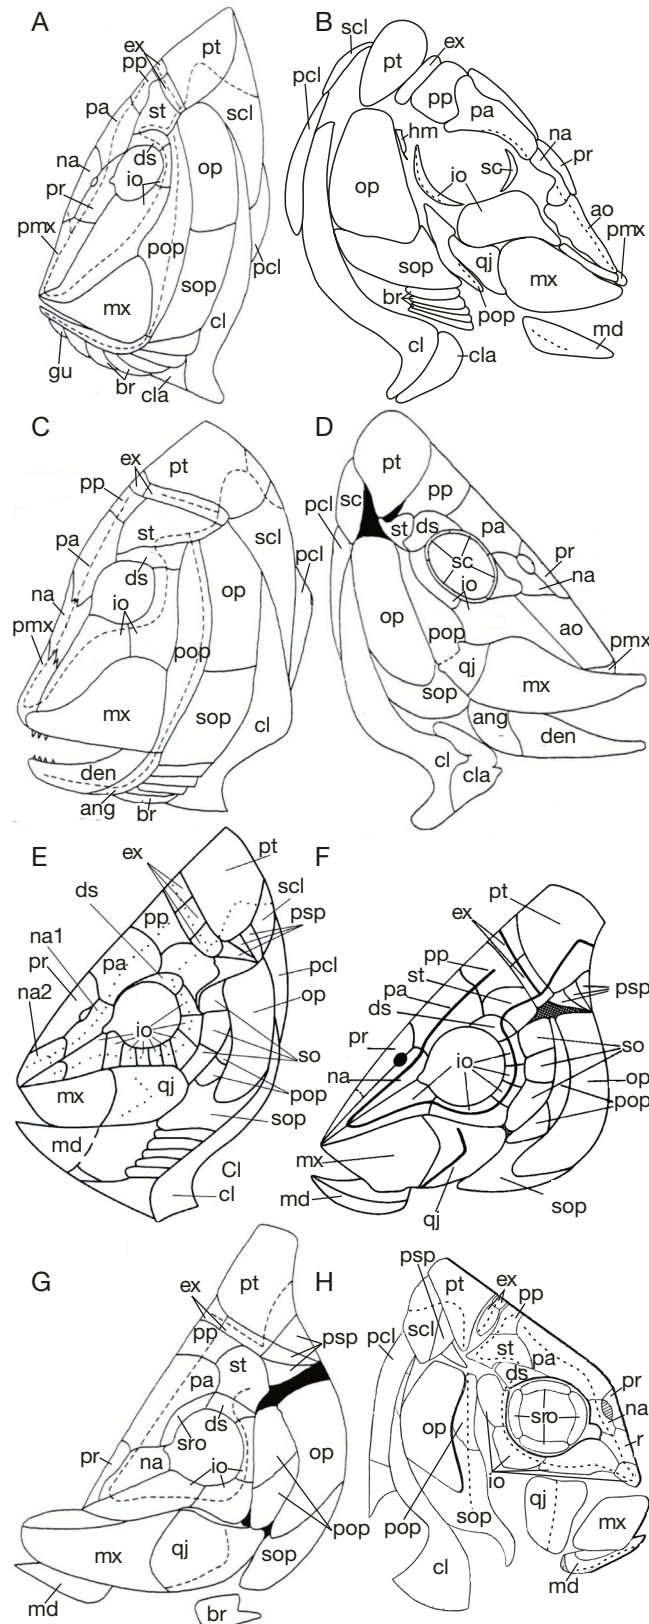 A
pt
ex
pp
pa
st
scl
ds
na
io
op
pr
pmx
pop
pcl
mx
sop
cl
gu
br
cla
B
scl
pt
ex
pcl
pp
pa
hm
na
sc
pr
io
op
ao
pmx
sop
qj
mx
br
pop
md
cl
cla
C
ex
pt
pp
st
pa
scl
pcl
ds
na
io
op
pmx
pop
mx
sop
cl
den
ang
br
D
pt
pp
sc
pcl
st
ds
pa
pr
sc
na
io
op
ao
pop
pmx
qj
mx
sop
ang
den
cl
cla
E
ex
pt
ds
scl
pp
psp
na1
pa
pcl
pr
na2
op
io
so
mx
qj
pop
sop
md
Cl
cl
F
pt
ex
pp
st
psp
ds
pa
so
pr
io
op
na
pop
mx
md
qj
sop
G
pt
ex
pp
psp
st
pa
ds
sro
op
pr
na
io
pop
mx
qj
sop
md
br
H
psp
pt
ex
pp
pcl
scl
st
pa
ds
pr
na
sro
r
op
io
qj
pop
sop
mx
md
cl